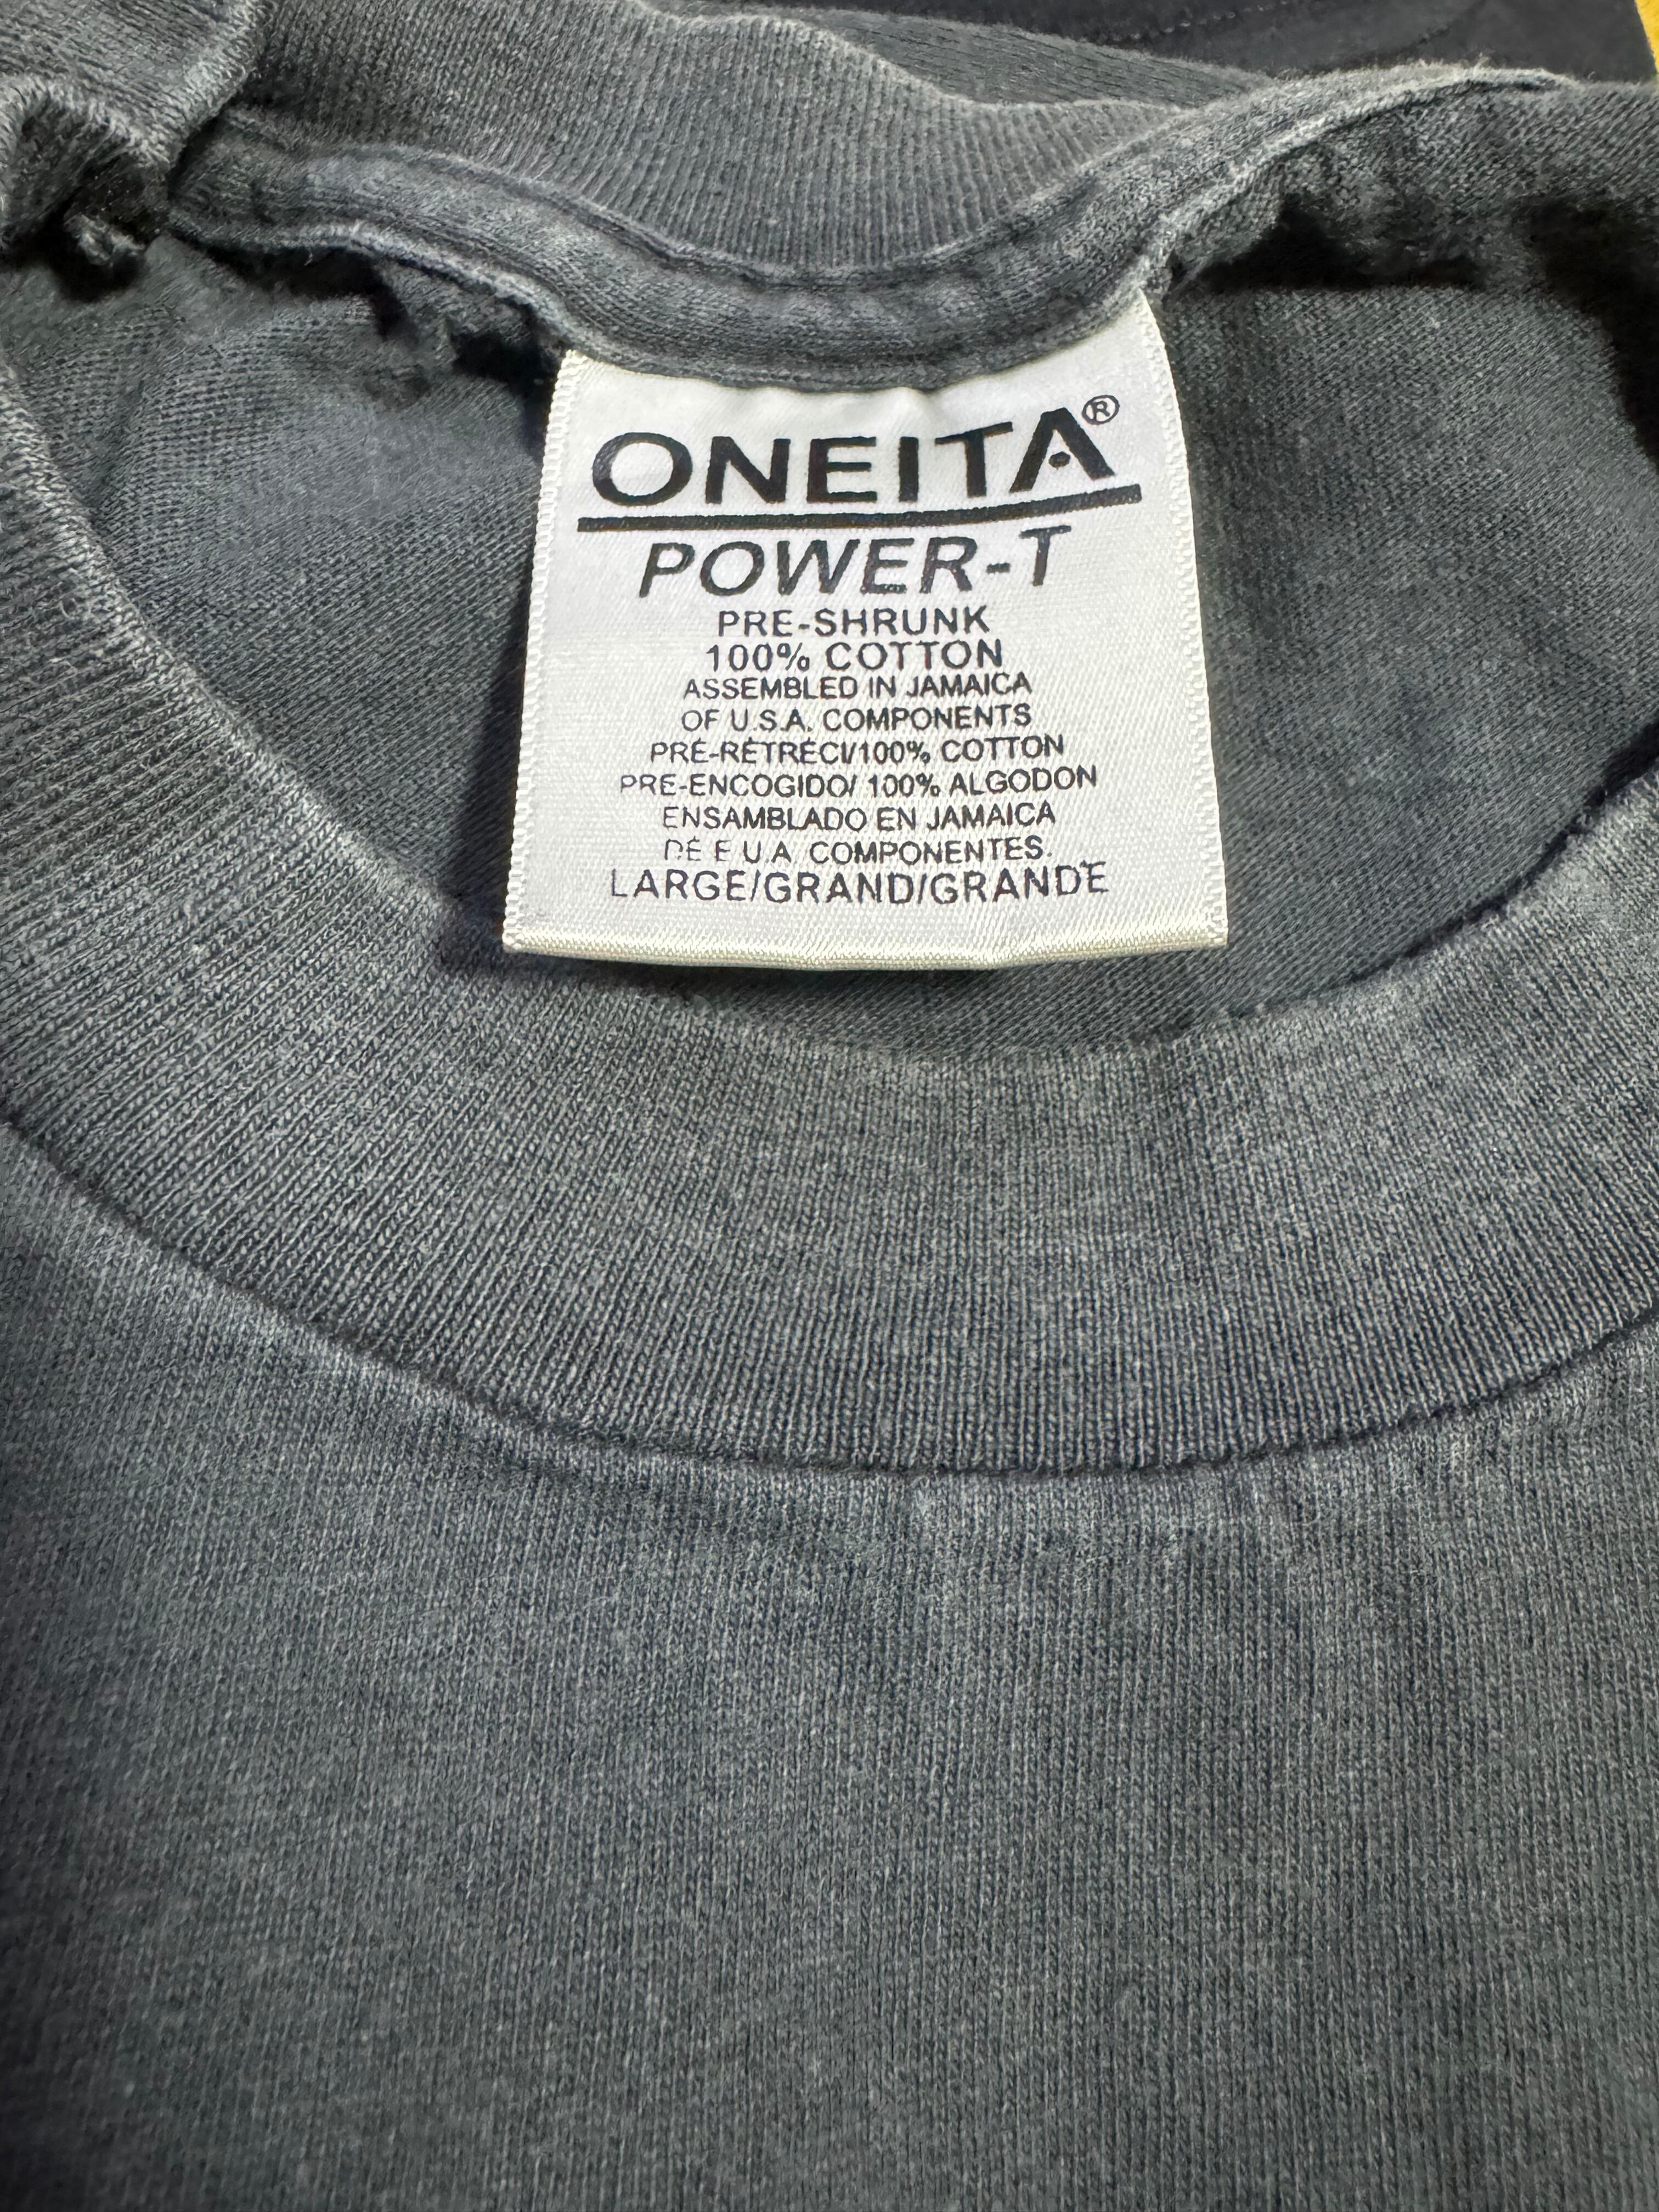 ONEITA®
POWER-T
PRE-SHRUNK
100% COTTON
ASSEMBLED IN JAMAICA
OF U.S.A. COMPONENTS
PRÉ-RÉTRÉCI/100% COTTON
PRE-ENCOGIDO/ 100% ALGODON
ENSAMBLADO EN JAMAICA
DE E U.A. COMPONENTES.
LARGE/GRAND/GRANDE